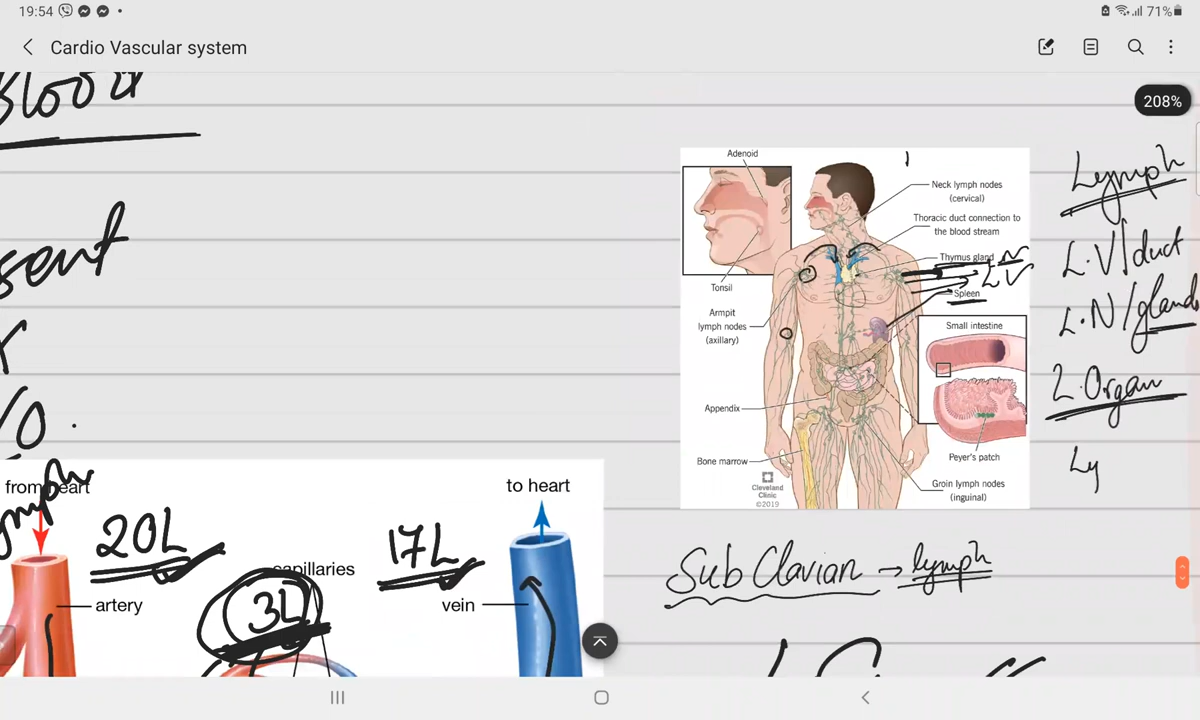 19:54
71%
Cardio Vascular system
208%
Blood
sent
20L
17L
3L
from heart
to heart
artery
capillaries
vein
Adenoid
Tonsil
Neck lymph nodes
(cervical)
Thoracic duct connection to
the blood stream
Thymus gland
L.N
L.V
Spleen
Armpit
lymph nodes
(axillary)
Small intestine
Appendix
Peyer's patch
Bone marrow
Groin lymph nodes
(inguinal)
Cleveland
Clinic
©2019
Lymph
L.V/duct
L.N/glands
L.Organ
Ly
Sub Clavian → lymph